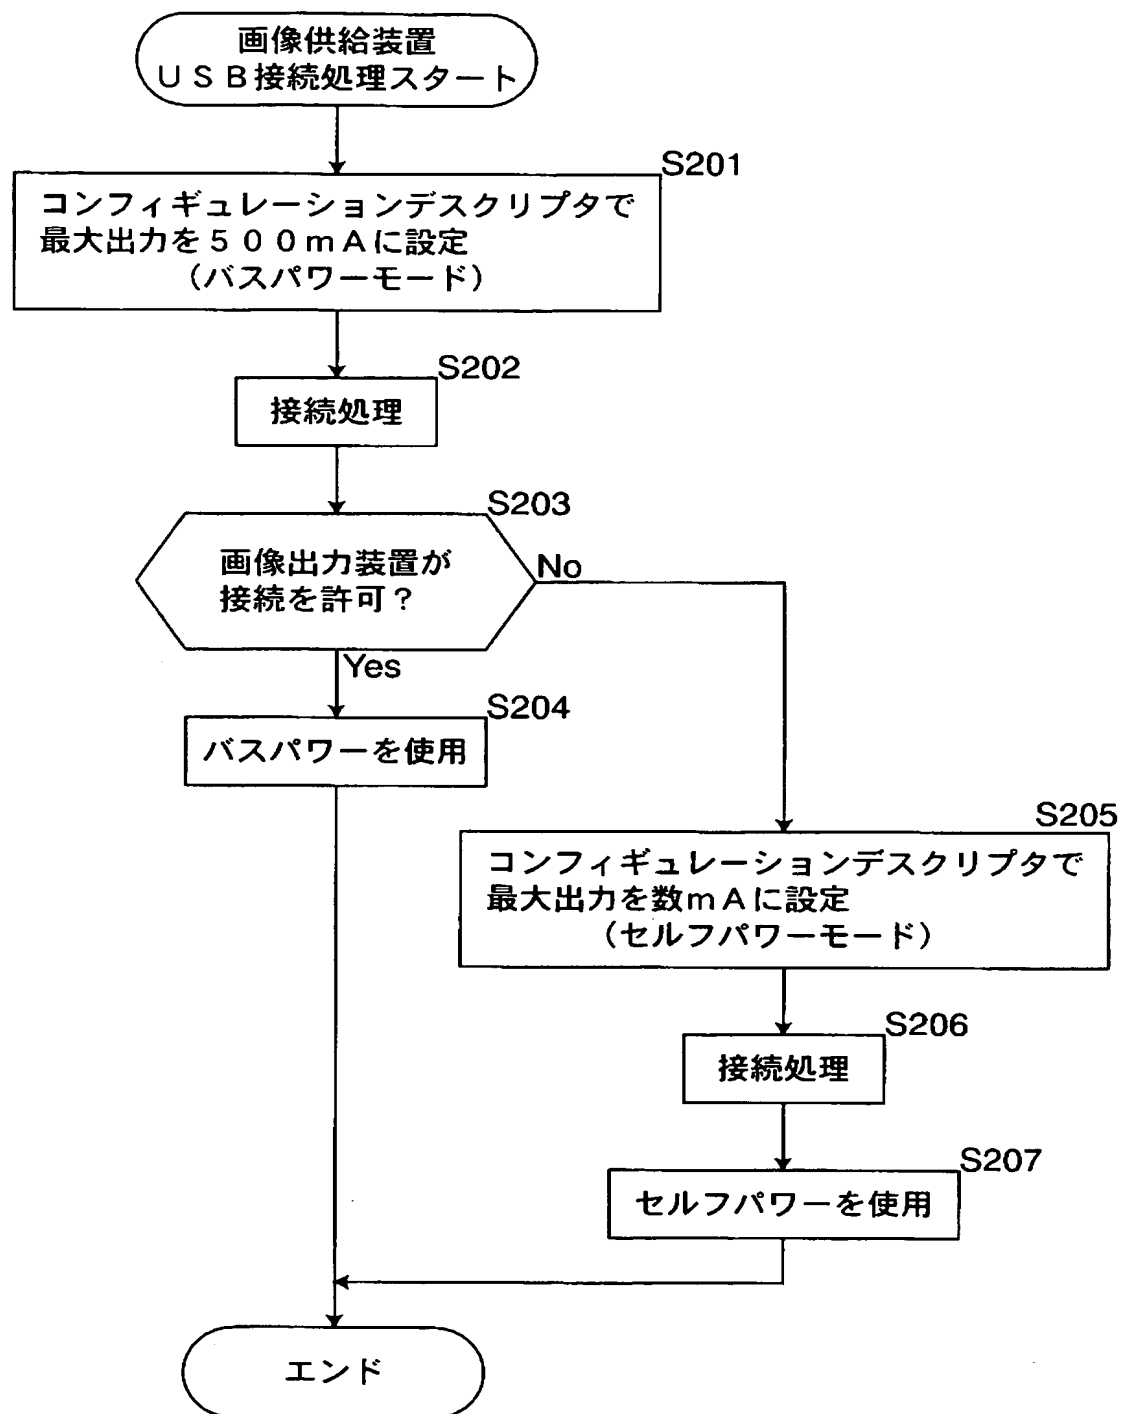 画像供給装置
ＵＳＢ接続処理スタート
S201
コンフィギュレーションデスクリプタで
最大出力を５００ｍＡに設定
（バスパワーモード）
S202
接続処理
S203
画像出力装置が
接続を許可？
No
Yes
S204
バスパワーを使用
S205
コンフィギュレーションデスクリプタで
最大出力を数ｍＡに設定
（セルフパワーモード）
S206
接続処理
S207
セルフパワーを使用
エンド